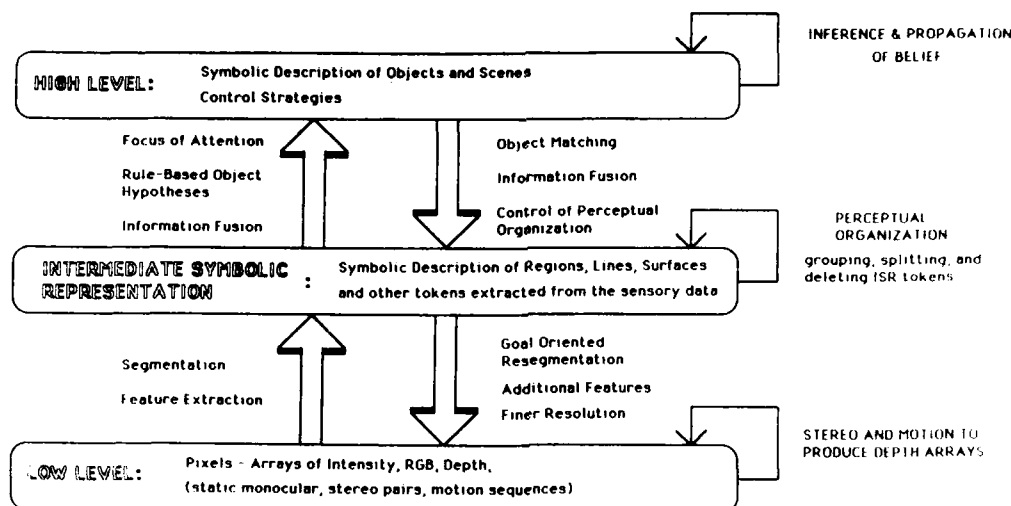 INFERENCE & PROPAGATION
OF BELIEF
HIGH LEVEL:
Symbolic Description of Objects and Scenes
Control Strategies
Focus of Attention
Rule-Based Object
Hypotheses
Information Fusion
Object Matching
Information Fusion
Control of Perceptual
Organization
PERCEPTUAL
ORGANIZATION
grouping, splitting, and
deleting ISR tokens
INTERMEDIATE SYMBOLIC
REPRESENTATION :
Symbolic Description of Regions, Lines, Surfaces
and other tokens extracted from the sensory data
Segmentation
Feature Extraction
Goal Oriented
Resegmentation
Additional Features
Finer Resolution
STEREO AND MOTION TO
PRODUCE DEPTH ARRAYS
LOW LEVEL:
Pixels - Arrays of Intensity, RGB, Depth,
(static monocular, stereo pairs, motion sequences)